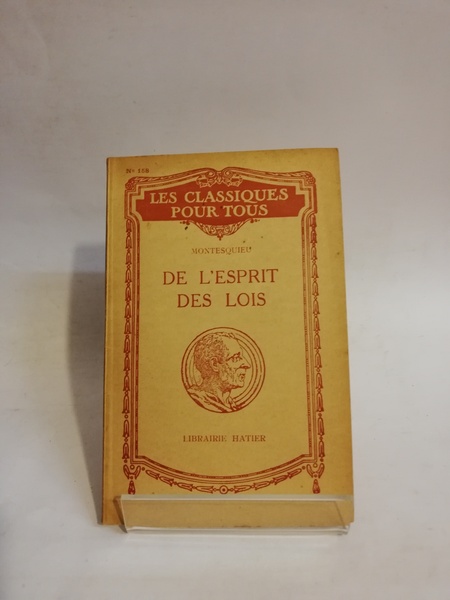 LES CLASSIQUES
POUR TOUS
MONTESQUIEU
DE L'ESPRIT
DES LOIS
LIBRAIRIE HATIER